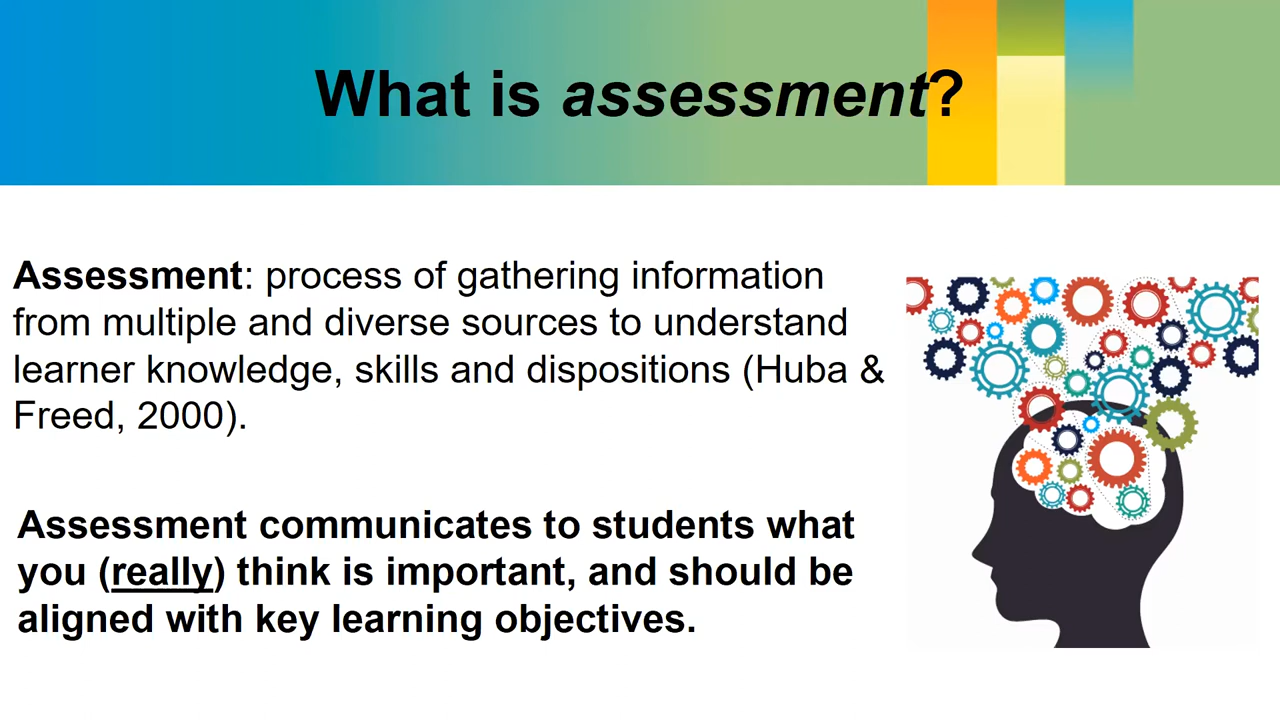 What is assessment?
Assessment: process of gathering information
from multiple and diverse sources to understand
learner knowledge, skills and dispositions (Huba &
Freed, 2000).
Assessment communicates to students what
you (really) think is important, and should be
aligned with key learning objectives.